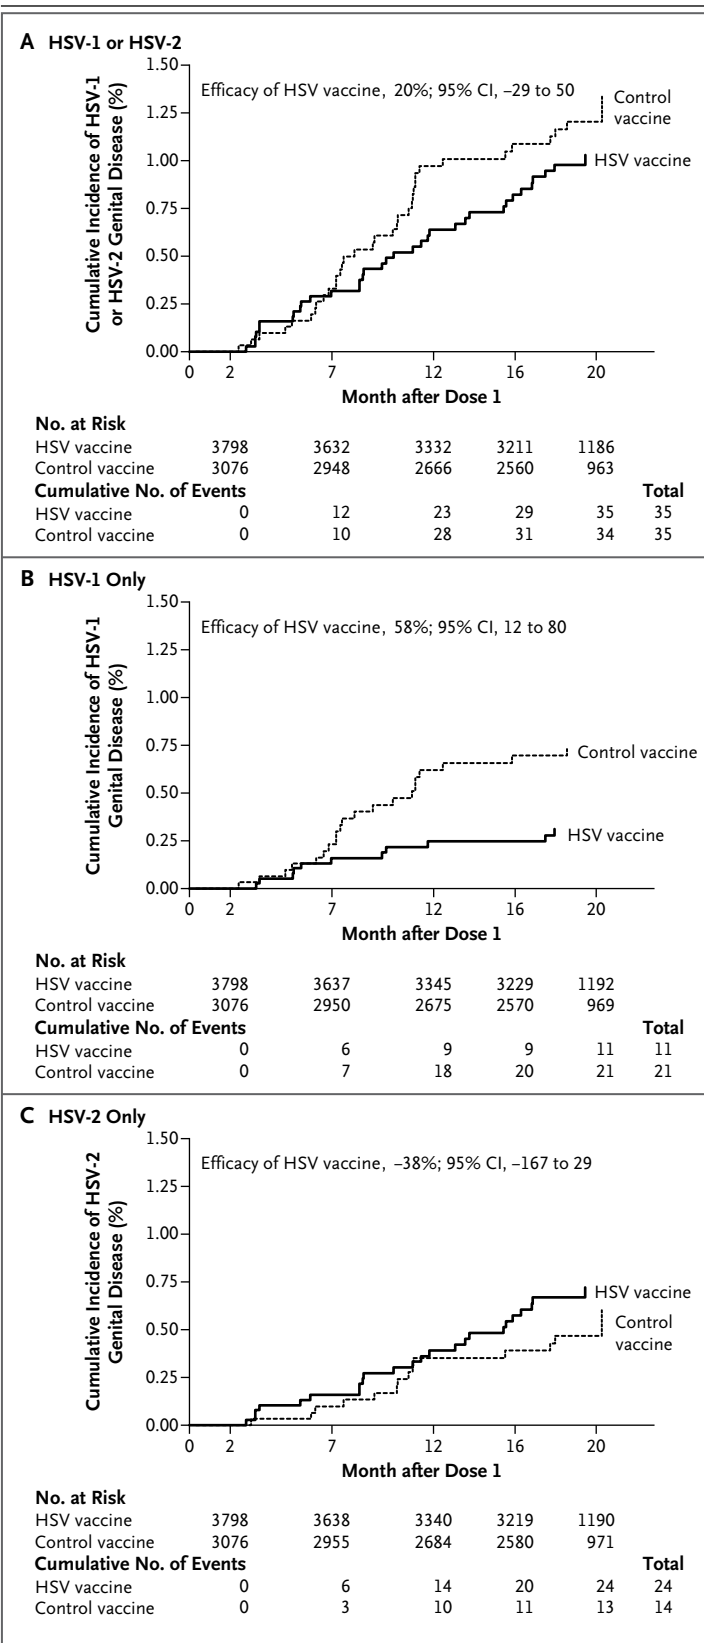 A HSV-1 or HSV-2
Cumulative Incidence of HSV-1
or HSV-2 Genital Disease (%)
1.50
1.25
1.00
0.75
0.50
0.25
0.00
Efficacy of HSV vaccine, 20%; 95% CI, –29 to 50
Control
vaccine
HSV vaccine
0 2 7 12 16 20
Month after Dose 1
No. at Risk
HSV vaccine 3798 3632 3332 3211 1186
Control vaccine 3076 2948 2666 2560 963
Cumulative No. of Events Total
HSV vaccine 0 12 23 29 35 35
Control vaccine 0 10 28 31 34 35
B HSV-1 Only
Cumulative Incidence of HSV-1
Genital Disease (%)
1.50
1.25
1.00
0.75
0.50
0.25
0.00
Efficacy of HSV vaccine, 58%; 95% CI, 12 to 80
Control vaccine
HSV vaccine
0 2 7 12 16 20
Month after Dose 1
No. at Risk
HSV vaccine 3798 3637 3345 3229 1192
Control vaccine 3076 2950 2675 2570 969
Cumulative No. of Events Total
HSV vaccine 0 6 9 9 11 11
Control vaccine 0 7 18 20 21 21
C HSV-2 Only
Cumulative Incidence of HSV-2
Genital Disease (%)
1.50
1.25
1.00
0.75
0.50
0.25
0.00
Efficacy of HSV vaccine, –38%; 95% CI, –167 to 29
HSV vaccine
Control
vaccine
0 2 7 12 16 20
Month after Dose 1
No. at Risk
HSV vaccine 3798 3638 3340 3219 1190
Control vaccine 3076 2955 2684 2580 971
Cumulative No. of Events Total
HSV vaccine 0 6 14 20 24 24
Control vaccine 0 3 10 11 13 14